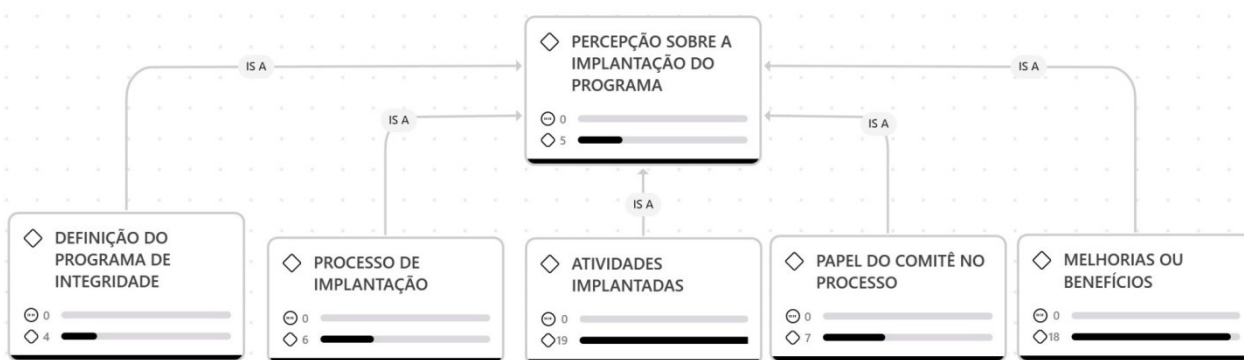 PERCEPÇÃO SOBRE A
IMPLANTAÇÃO DO
PROGRAMA
0
5
IS A
IS A
IS A
IS A
IS A
DEFINIÇÃO DO
PROGRAMA DE
INTEGRIDADE
0
4
PROCESSO DE
IMPLANTAÇÃO
0
6
ATIVIDADES
IMPLANTADAS
0
19
PAPEL DO COMITÊ NO
PROCESSO
0
7
MELHORIAS OU
BENEFÍCIOS
0
18